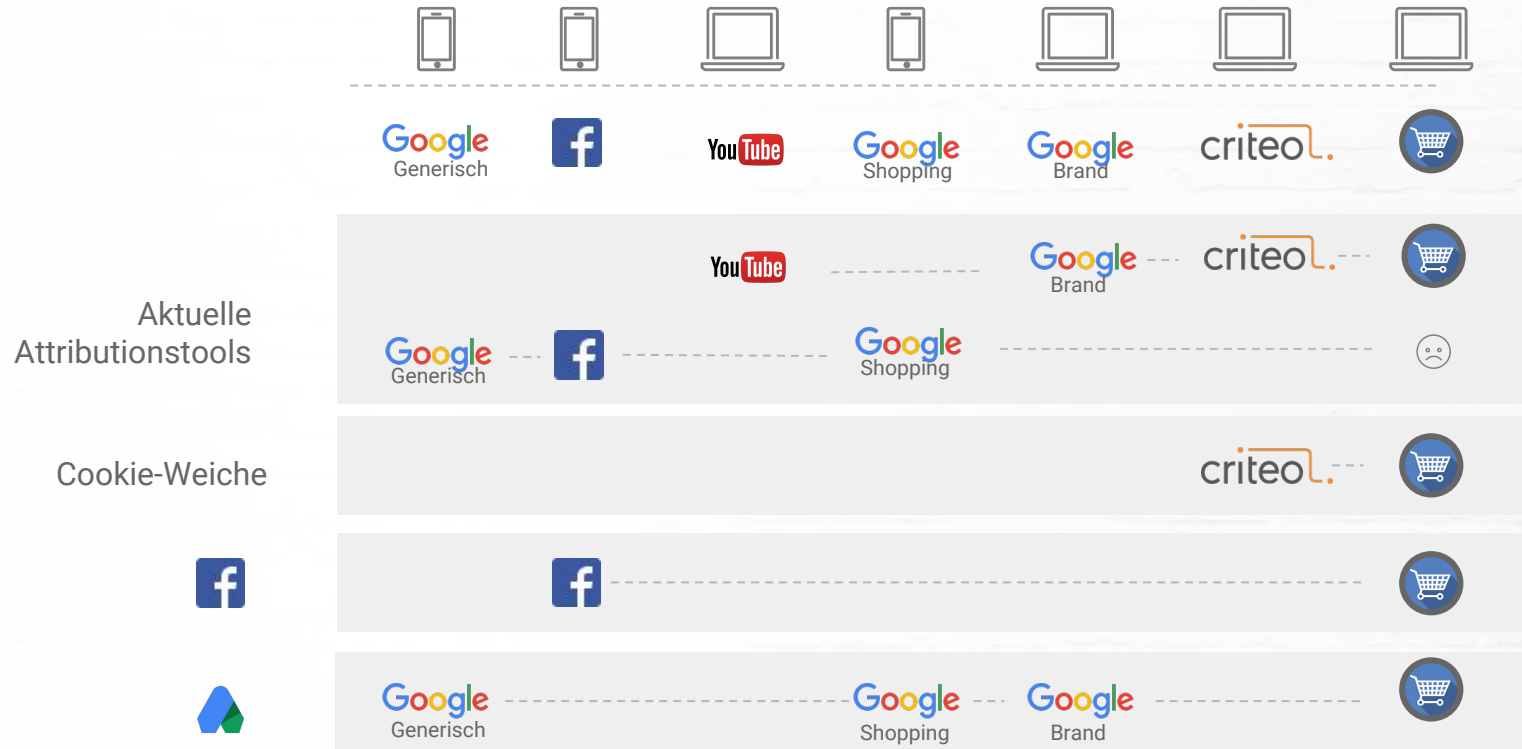 Google
Generisch
f
YouTube
Google
Shopping
Google
Brand
criteo
Aktuelle
Attributionstools
YouTube
Google
Brand
criteo
Google
Generisch
f
Google
Shopping
Cookie-Weiche
criteo
f
f
Google
Generisch
Google
Shopping
Google
Brand